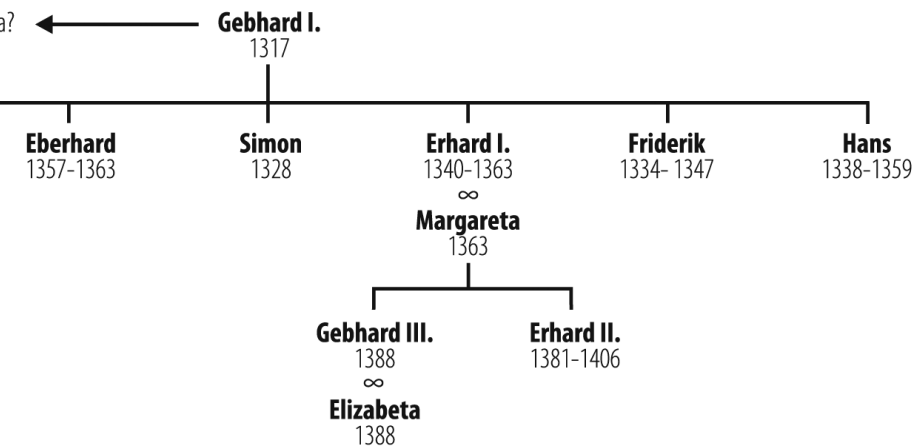 a? Gebhard I.
1317
Eberhard Simon Erhard I. Friderik Hans
1357-1363 1328 1340-1363 1334- 1347 1338-1359
∞
Margareta
1363
Gebhard III. Erhard II.
1388 1381-1406
∞
Elizabeta
1388